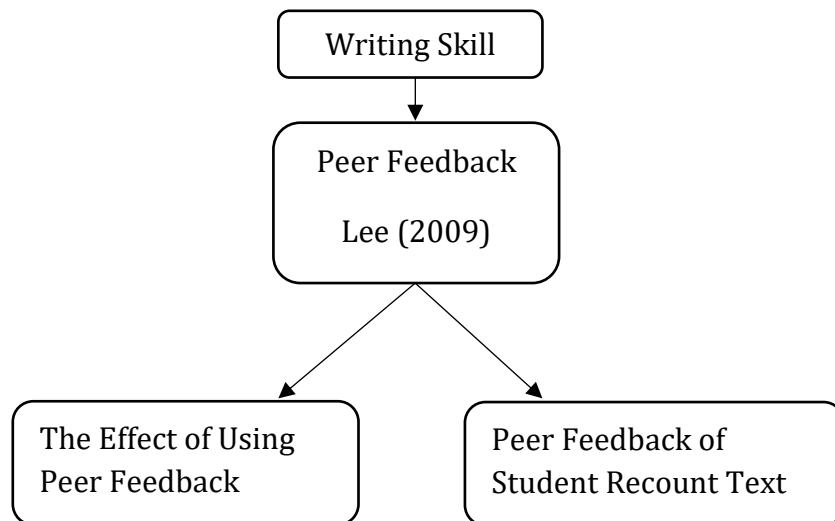 Writing Skill
Peer Feedback
Lee (2009)
The Effect of Using
Peer Feedback
Peer Feedback of
Student Recount Text